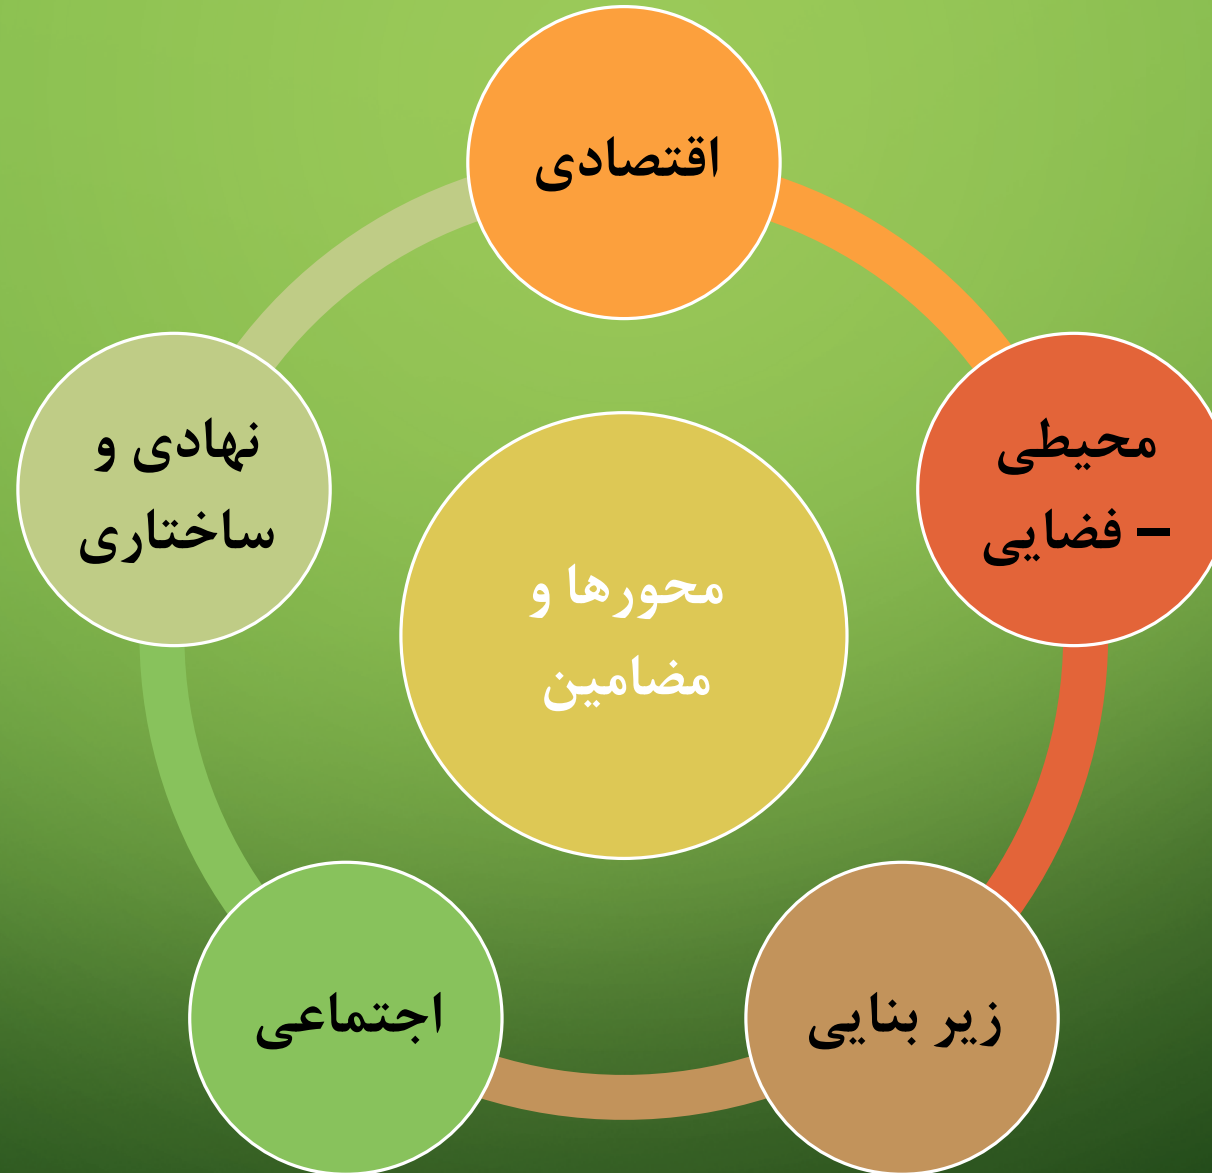 اقتصادی
محیطی
– فضایی
زیر بنایی
اجتماعی
نهادی و
ساختاری
محورها و
مضامین